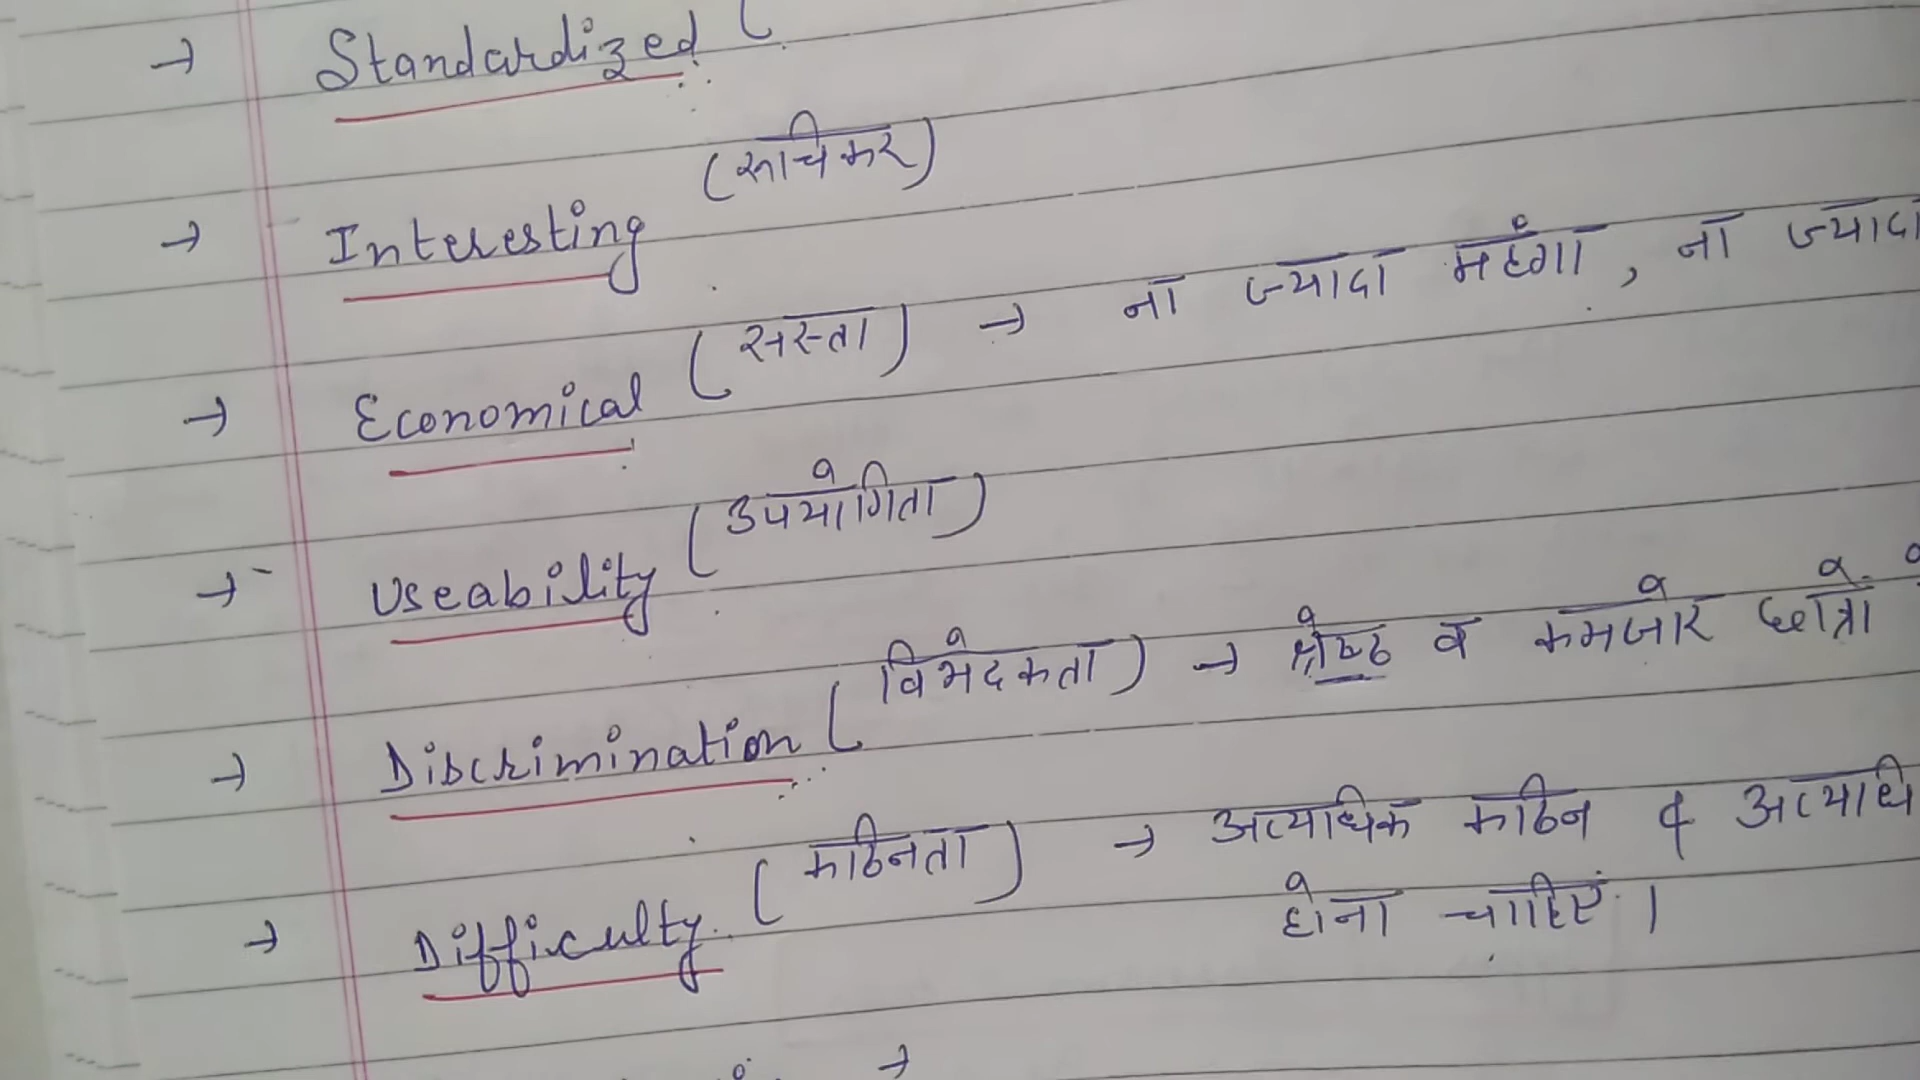 → Standardized (
→ Interesting (रूचिकर)
→ Economical (सस्ता) → ना ज्यादा महंगा, ना ज्यादा
→ Useability (उपयोगिता)
→ Discrimination (विभेदकता) → श्रेष्ठ व कमजोर छात्रों
→ Difficulty (कठिनता) → अत्यधिक कठिन & अत्यधि
होना चाहिएं।
→